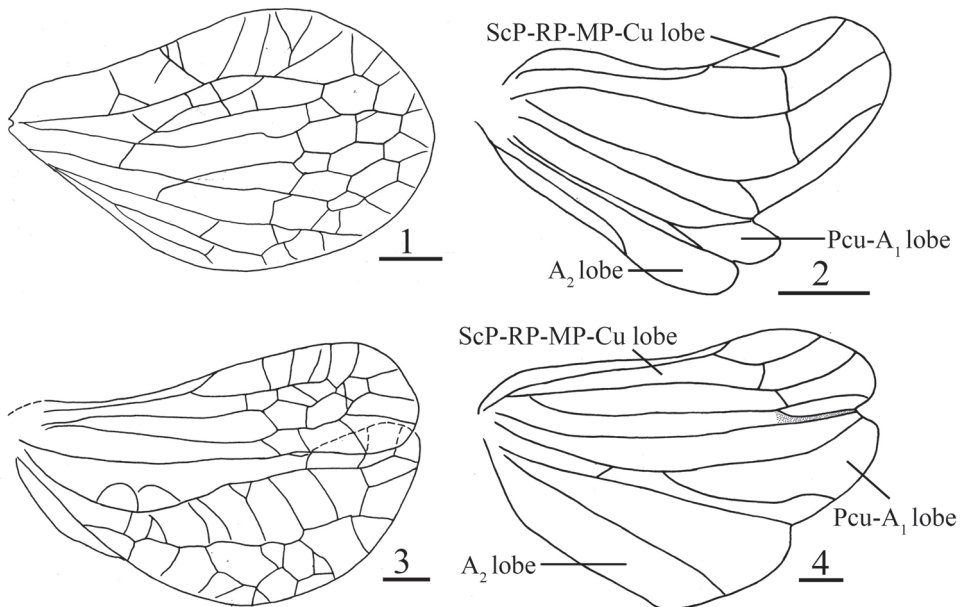 ScP-RP-MP-Cu lobe
1
Pcu-A₁ lobe
A₂ lobe
2
ScP-RP-MP-Cu lobe
3
Pcu-A₁ lobe
A₂ lobe
4